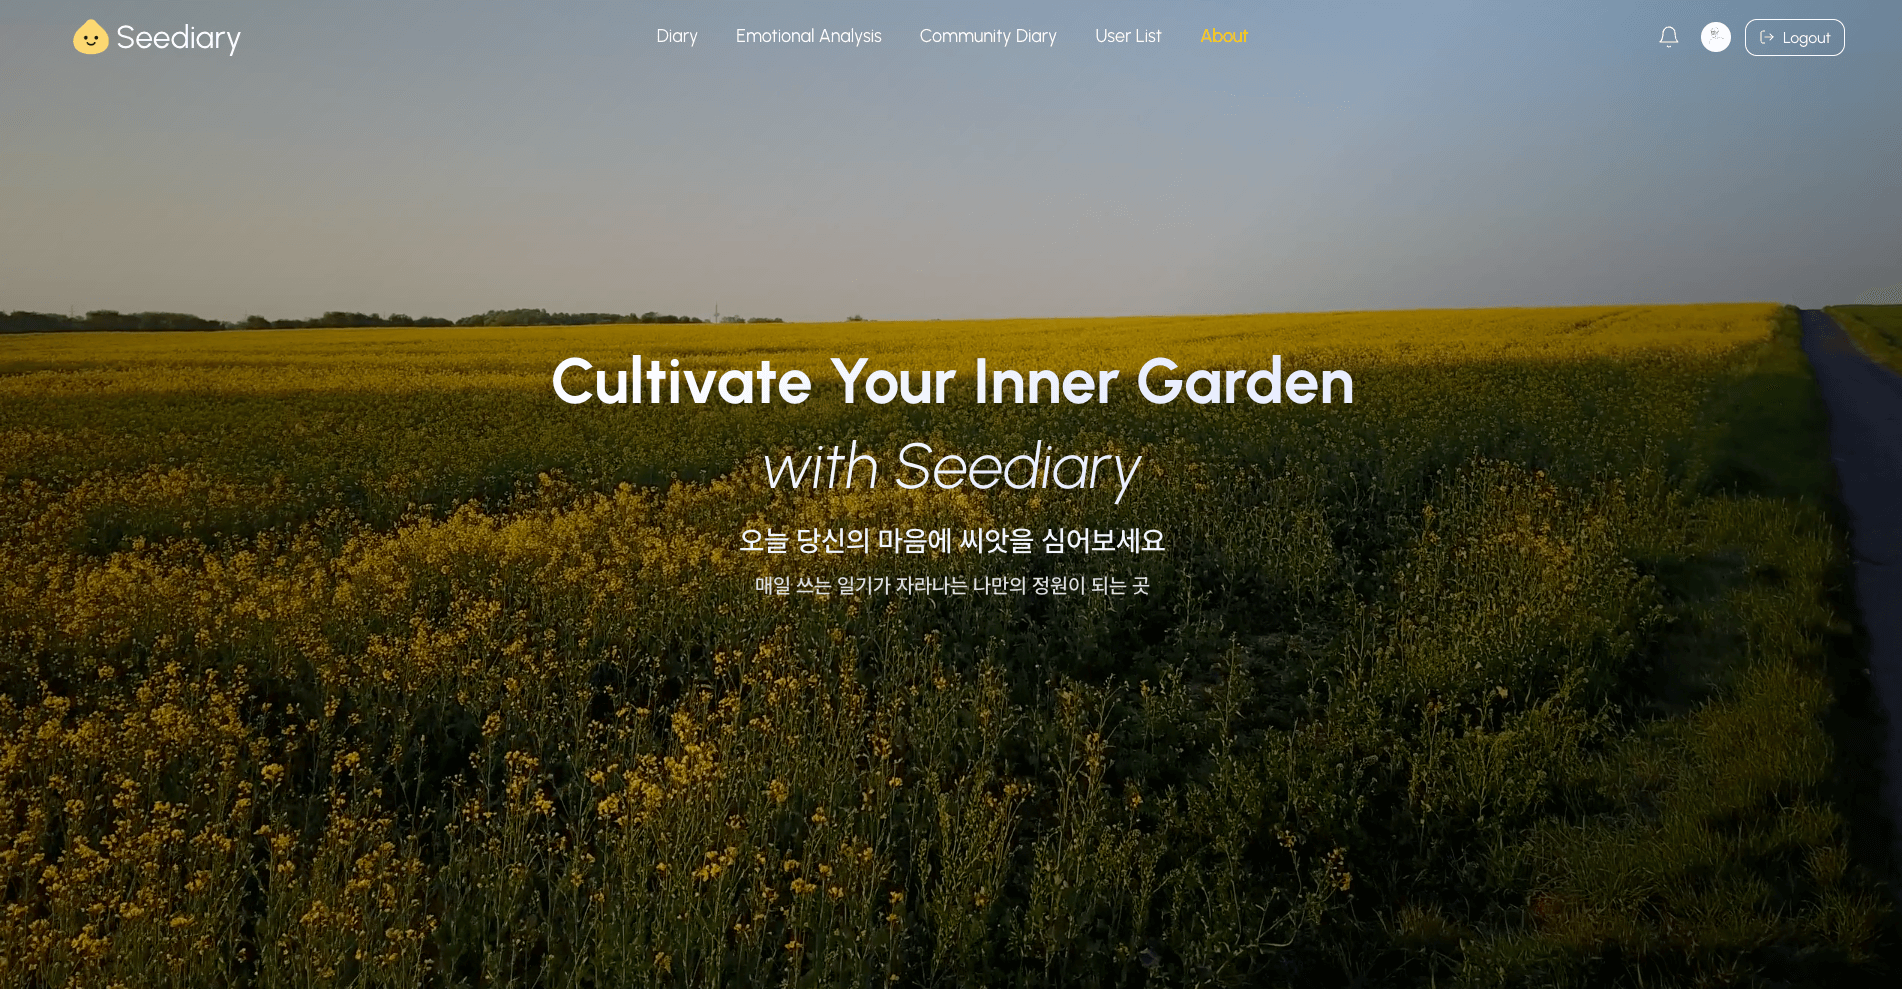 Seediary
Diary
Emotional Analysis
Community Diary
User List
About
Logout
Cultivate Your Inner Garden
with Seediary
오늘 당신의 마음에 씨앗을 심어보세요
매일 쓰는 일기가 자라나는 나만의 정원이 되는 곳